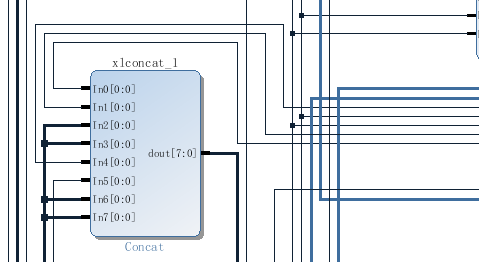 xlconcat_1
In0[0:0]
In1[0:0]
In2[0:0]
In3[0:0]
dout[7:0]
In4[0:0]
In5[0:0]
In6[0:0]
In7[0:0]
Concat